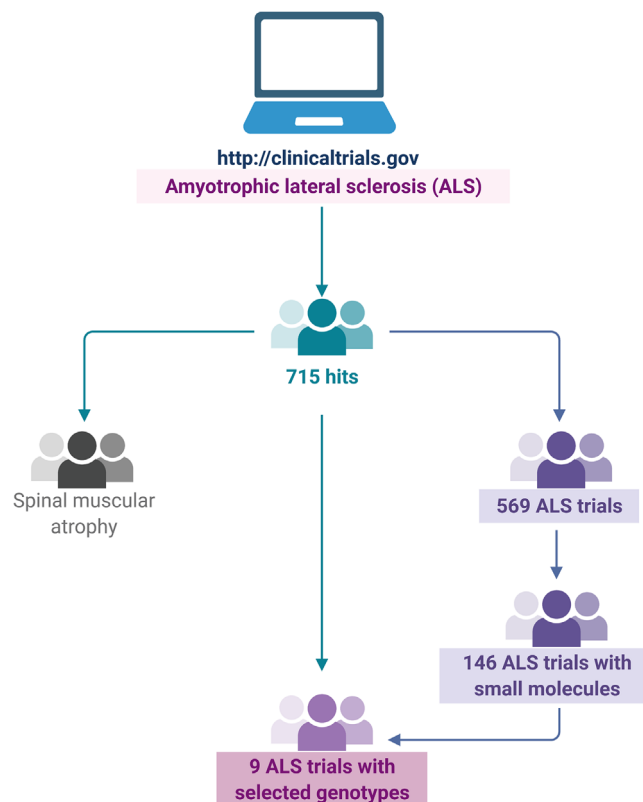 http://clinicaltrials.gov
Amyotrophic lateral sclerosis (ALS)
715 hits
Spinal muscular
atrophy
569 ALS trials
146 ALS trials with
small molecules
9 ALS trials with
selected genotypes